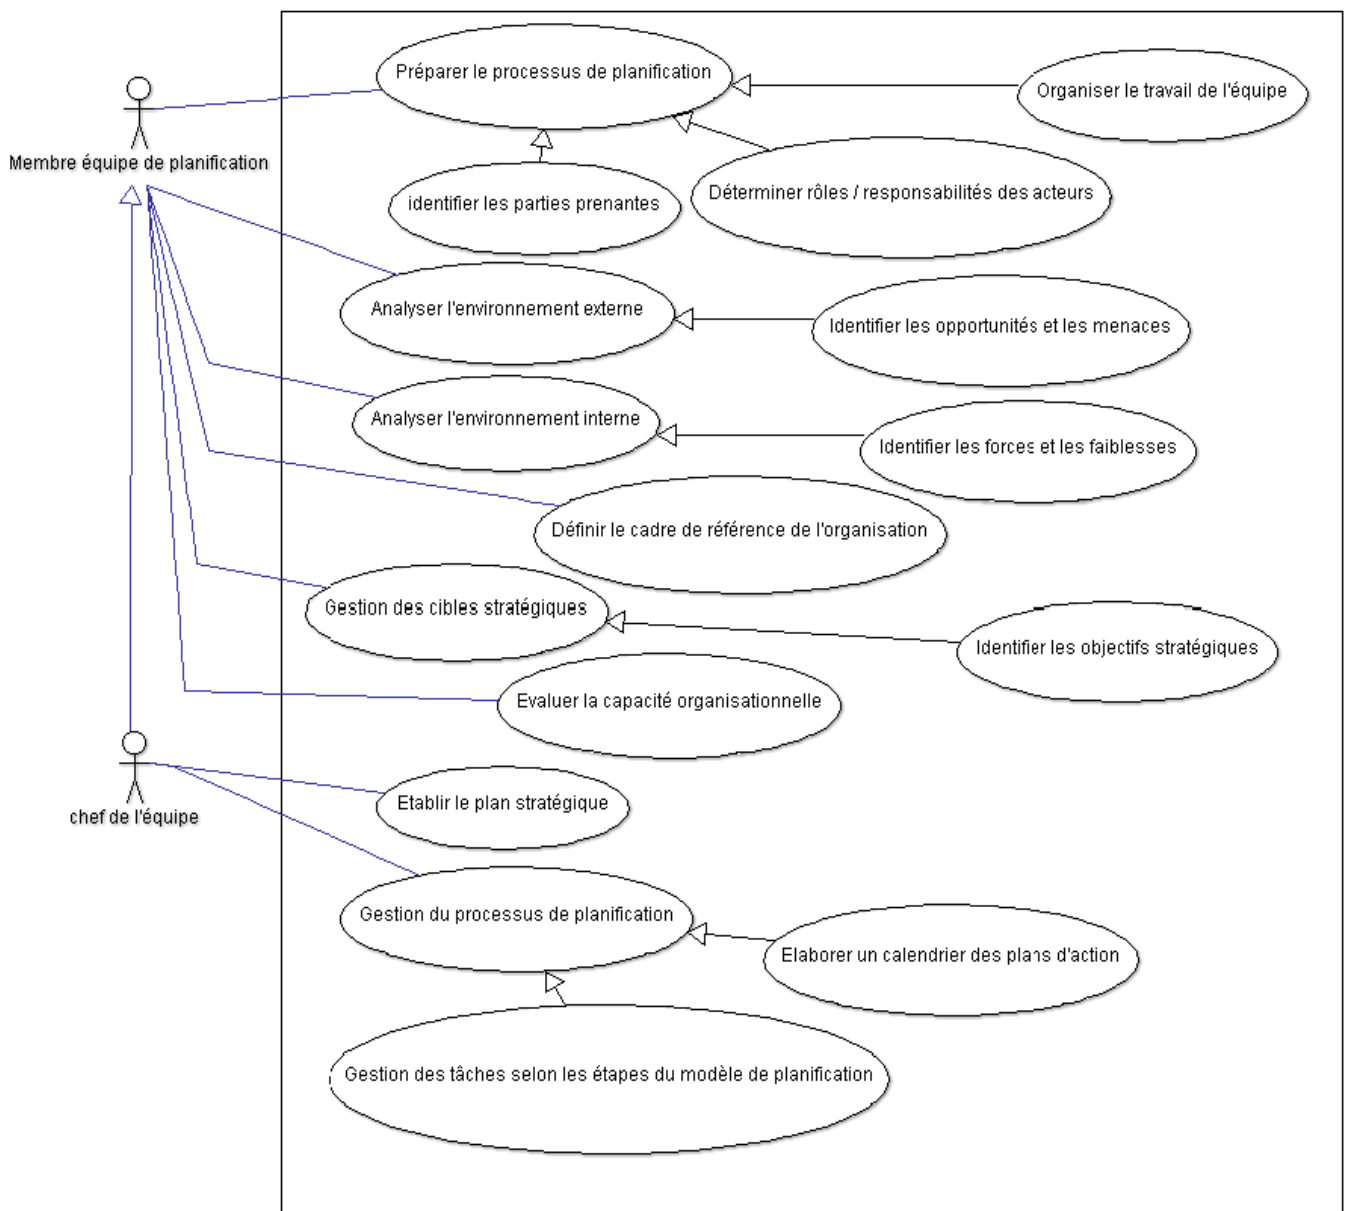 Préparer le processus de planification
Organiser le travail de l'équipe
Membre équipe de planification
identifier les parties prenantes
Déterminer rôles / responsabilités des acteurs
Analyser l'environnement externe
Identifier les opportunités et les menaces
Analyser l'environnement interne
Identifier les forces et les faiblesses
Définir le cadre de référence de l'organisation
Gestion des cibles stratégiques
Identifier les objectifs stratégiques
Evaluer la capacité organisationnelle
Etablir le plan stratégique
chef de l'équipe
Gestion du processus de planification
Elaborer un calendrier des plans d'action
Gestion des tâches selon les étapes du modèle de planification